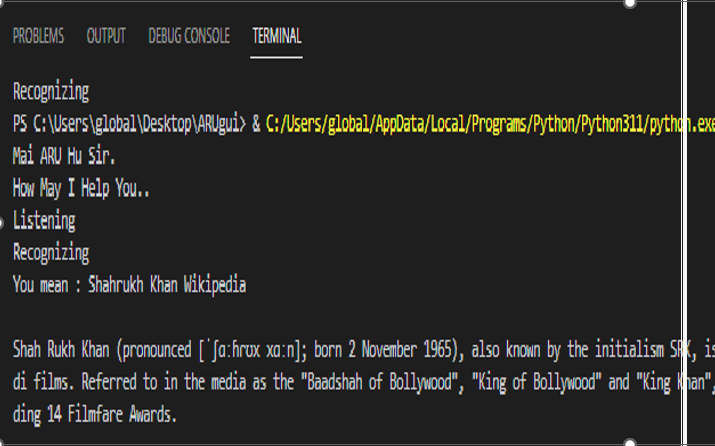 PROBLEMS OUTPUT DEBUG CONSOLE TERMINAL
Recognizing
PS C:\Users\global\Desktop\ARUgui> & C:/Users/global/AppData/Local/Programs/Python/Python311/python.exe
Mai ARU Hu Sir.
How May I Help You..
Listening
Recognizing
You mean : Shahrukh Khan Wikipedia
Shah Rukh Khan (pronounced [ˈʃɑːhrʊx xɑːn]; born 2 November 1965), also known by the initialism SRK, is
di films. Referred to in the media as the "Baadshah of Bollywood", "King of Bollywood" and "King Khan",
ding 14 Filmfare Awards.